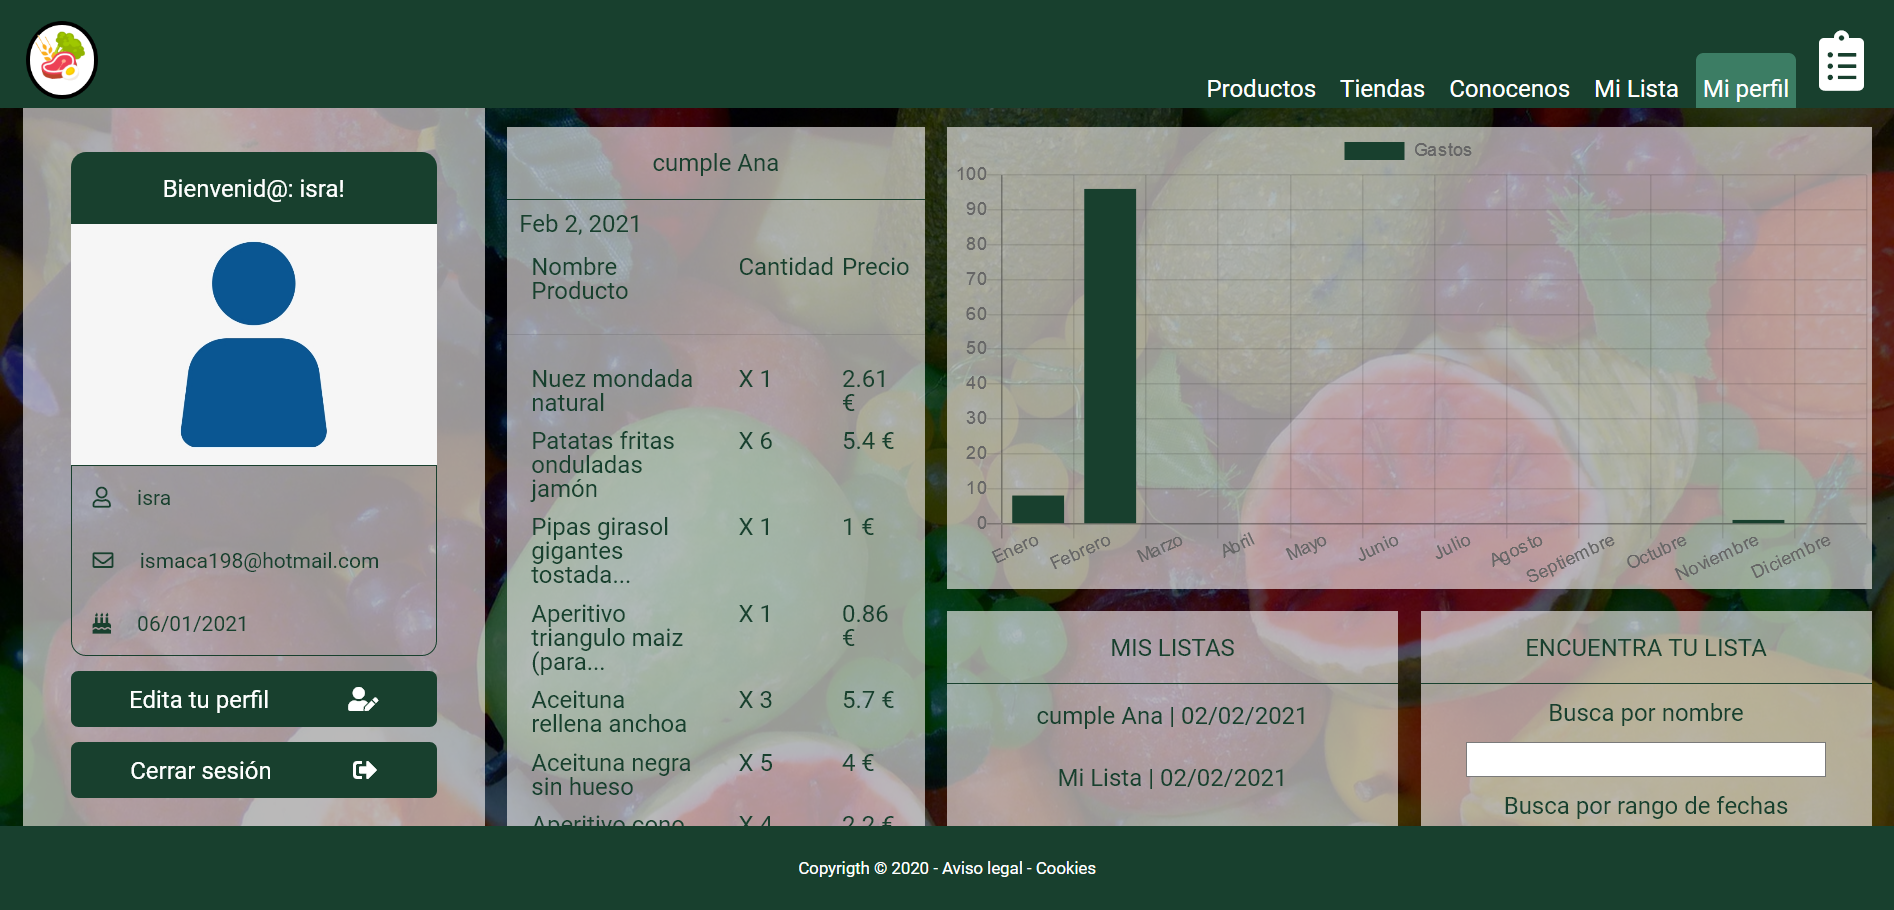 Productos
Tiendas
Conocenos
Mi Lista
Mi perfil
Bienvenid@: isra!
isra
ismaca198@hotmail.com
06/01/2021
Edita tu perfil
Cerrar sesión
cumple Ana
Feb 2, 2021
Nombre Cantidad Precio
Producto
Nuez mondada X 1 2.61
natural €
Patatas fritas X 6 5.4 €
onduladas
jamón
Pipas girasol X 1 1 €
gigantes
tostada...
Aperitivo X 1 0.86
triangulo maiz €
(para...
Aceituna X 3 5.7 €
rellena anchoa
Aceituna negra X 5 4 €
sin hueso
Aperitivo cono X 4 2.2 €
Gastos
100
90
80
70
60
50
40
30
20
10
0
Enero Febrero Marzo Abril Mayo Junio Julio Agosto Septiembre Octubre Noviembre Diciembre
MIS LISTAS
cumple Ana | 02/02/2021
Mi Lista | 02/02/2021
ENCUENTRA TU LISTA
Busca por nombre
Busca por rango de fechas
Copyrigth © 2020 - Aviso legal - Cookies